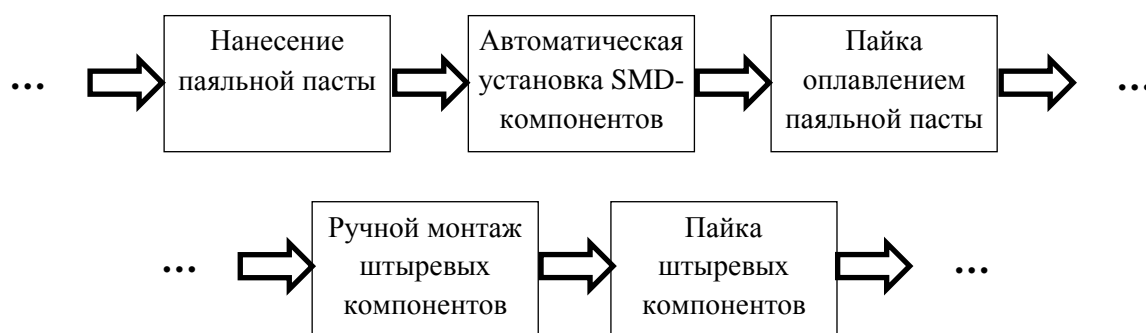 Нанесение
паяльной пасты
Автоматическая
установка SMD-
компонентов
Пайка
оплавлением
паяльной пасты
...
...
Ручной монтаж
штыревых
компонентов
Пайка
штыревых
компонентов
...
...